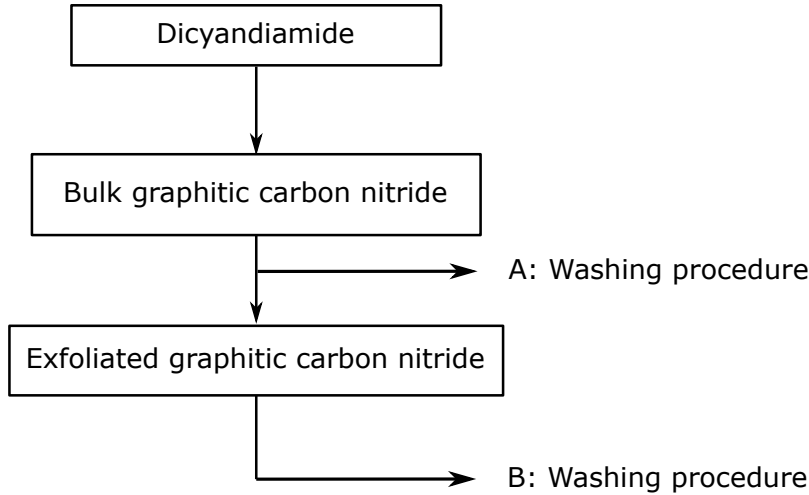 Dicyandiamide
Bulk graphitic carbon nitride
A: Washing procedure
Exfoliated graphitic carbon nitride
B: Washing procedure